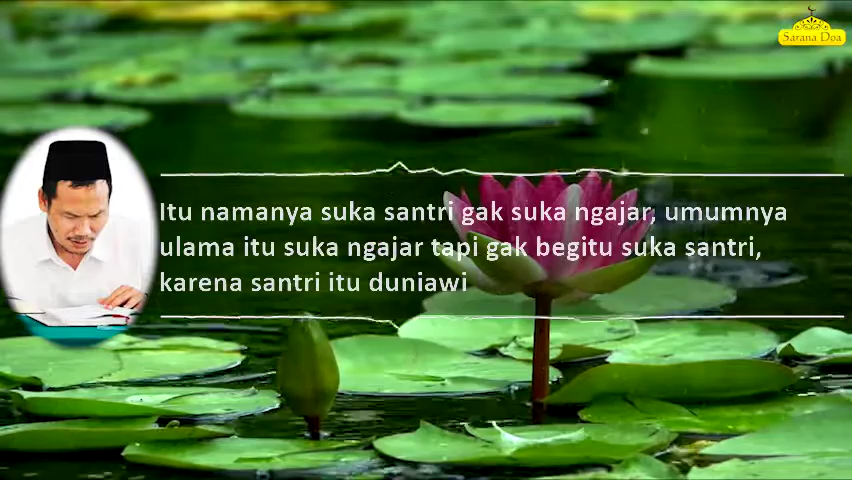 Sarana Doa
Itu namanya suka santri gak suka ngajar, umumnya
ulama itu suka ngajar tapi gak begitu suka santri,
karena santri itu duniawi